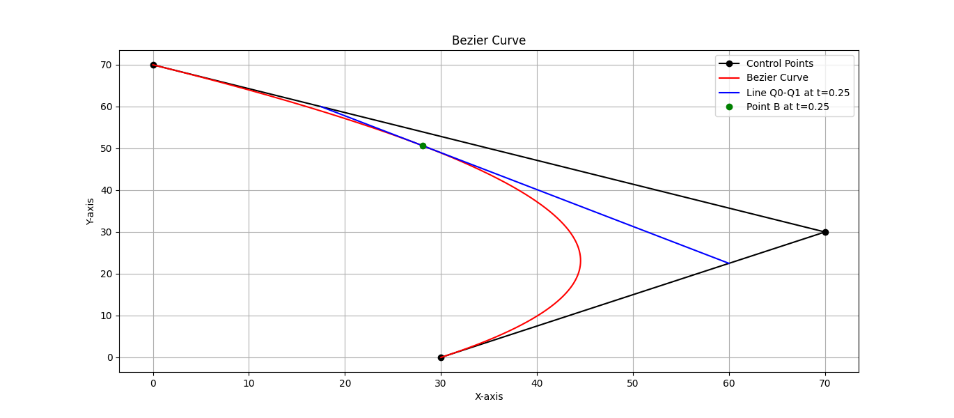 Bezier Curve
Control Points
Bezier Curve
Line Q0-Q1 at t=0.25
Point B at t=0.25
70
60
50
40
30
20
10
0
Y-axis
0 10 20 30 40 50 60 70
X-axis